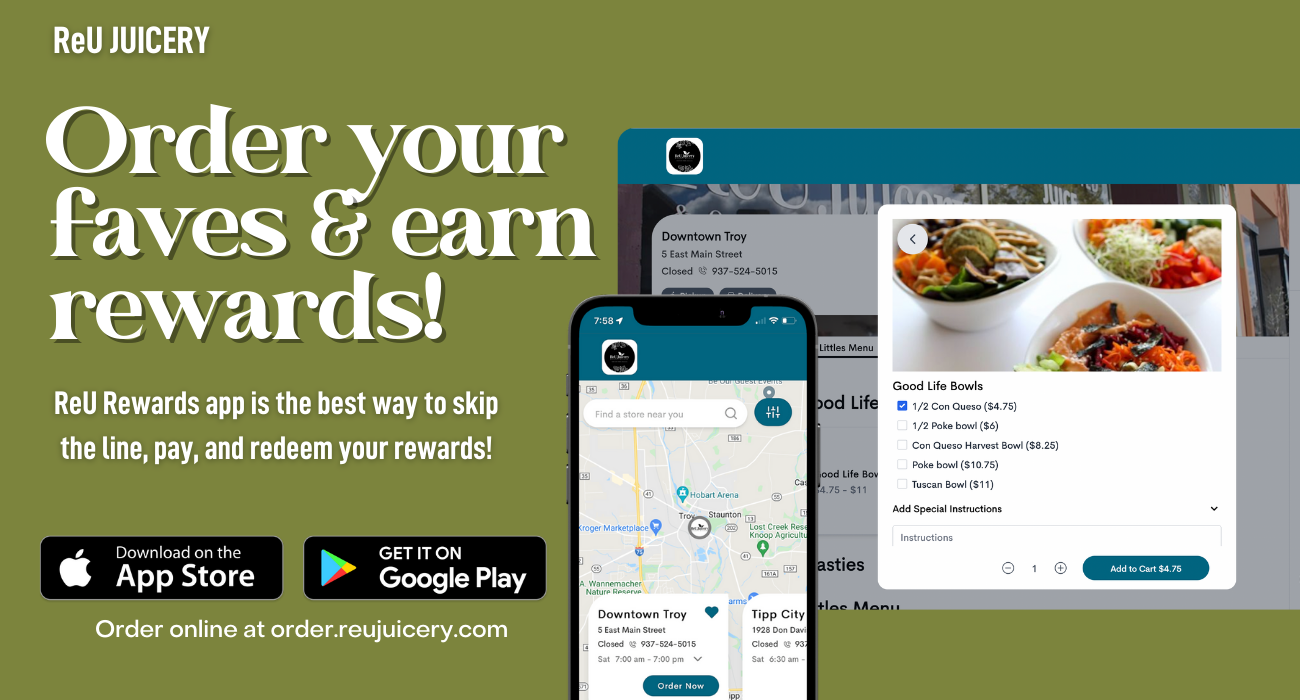 ReU JUICERY
Order your
faves & earn
rewards!
ReU Rewards app is the best way to skip
the line, pay, and redeem your rewards!
Download on the
App Store
GET IT ON
Google Play
Order online at order.reujuicery.com
Downtown Troy
5 East Main Street
Closed 937-524-5015
Littles Menu
ood Life
ood Life Bow
4.75 - $11
asties
ttles Menu
Good Life Bowls
1/2 Con Queso ($4.75)
1/2 Poke bowl ($6)
Con Queso Harvest Bowl ($8.25)
Poke bowl ($10.75)
Tuscan Bowl ($11)
Add Special Instructions
Instructions
1
Add to Cart $4.75
7:58
ReU Juicery
Be Our Guest Events
Find a store near you
Hobart Arena
Troy
Staunton
Kroger Marketplace
Lost Creek Rese
Knoop Agricultu
A. Wannemacher
Nature Reserve
arms
Downtown Troy
5 East Main Street
Closed 937-524-5015
Sat 7:00 am - 7:00 pm
Order Now
Tipp City
1928 Don Davi
Closed 937
Sat 6:30 am -
ipp